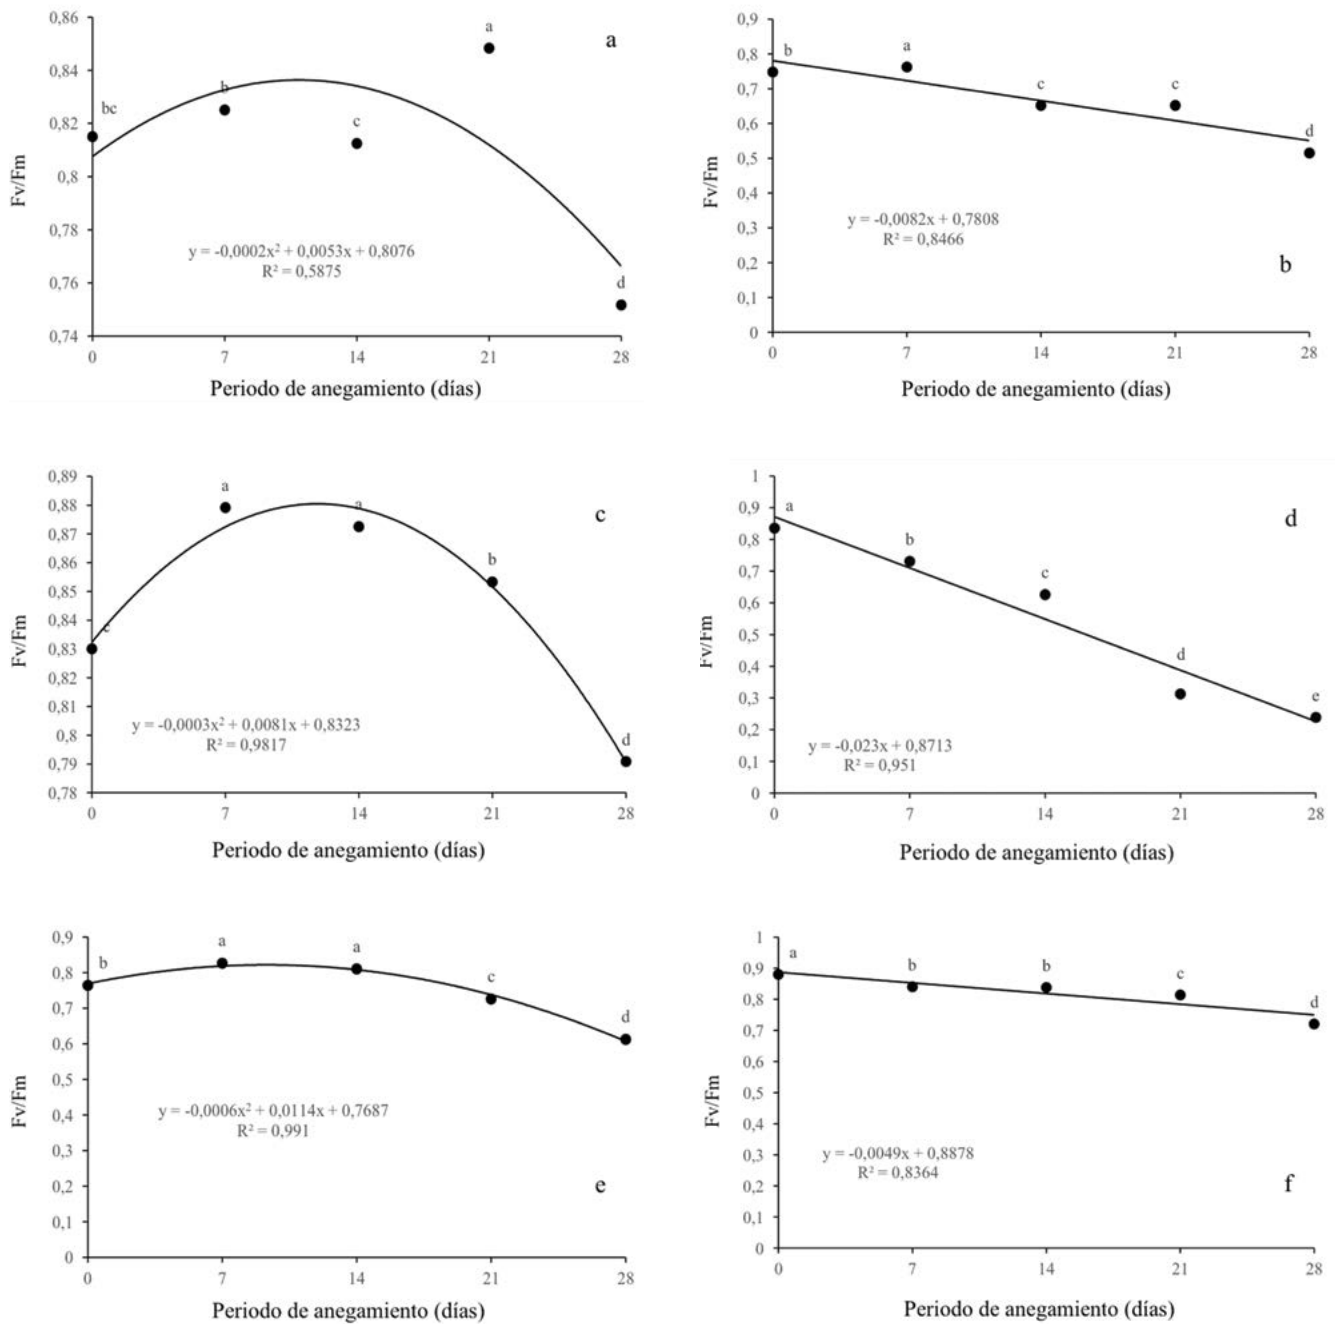 0,86
0,84
0,82
0,8
0,78
0,76
0,74
Fv/Fm
bc
b
c
a
d
a
y = -0,0002x² + 0,0053x + 0,8076
R² = 0,5875
0 7 14 21 28
Periodo de anegamiento (días)
0,9
0,8
0,7
0,6
0,5
0,4
0,3
0,2
0,1
0
Fv/Fm
b
a
c
c
d
y = -0,0082x + 0,7808
R² = 0,8466
b
0 7 14 21 28
Periodo de anegamiento (días)
0,89
0,88
0,87
0,86
0,85
0,84
0,83
0,82
0,81
0,8
0,79
0,78
Fv/Fm
c
a
a
b
d
c
y = -0,0003x² + 0,0081x + 0,8323
R² = 0,9817
0 7 14 21 28
Periodo de anegamiento (días)
1
0,9
0,8
0,7
0,6
0,5
0,4
0,3
0,2
0,1
0
Fv/Fm
a
b
c
d
e
d
y = -0,023x + 0,8713
R² = 0,951
0 7 14 21 28
Periodo de anegamiento (días)
0,9
0,8
0,7
0,6
0,5
0,4
0,3
0,2
0,1
0
Fv/Fm
b
a
a
c
d
y = -0,0006x² + 0,0114x + 0,7687
R² = 0,991
e
0 7 14 21 28
Periodo de anegamiento (días)
1
0,9
0,8
0,7
0,6
0,5
0,4
0,3
0,2
0,1
0
Fv/Fm
a
b
b
c
d
y = -0,0049x + 0,8878
R² = 0,8364
f
0 7 14 21 28
Periodo de anegamiento (días)